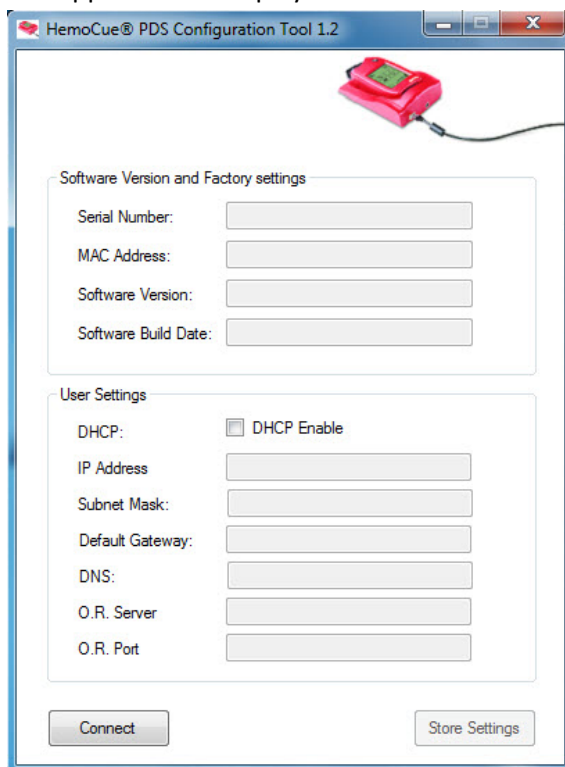 HemoCue® PDS Configuration Tool 1.2
Software Version and Factory settings
Serial Number:
MAC Address:
Software Version:
Software Build Date:
User Settings
DHCP: DHCP Enable
IP Address
Subnet Mask:
Default Gateway:
DNS:
O.R. Server
O.R. Port
Connect Store Settings